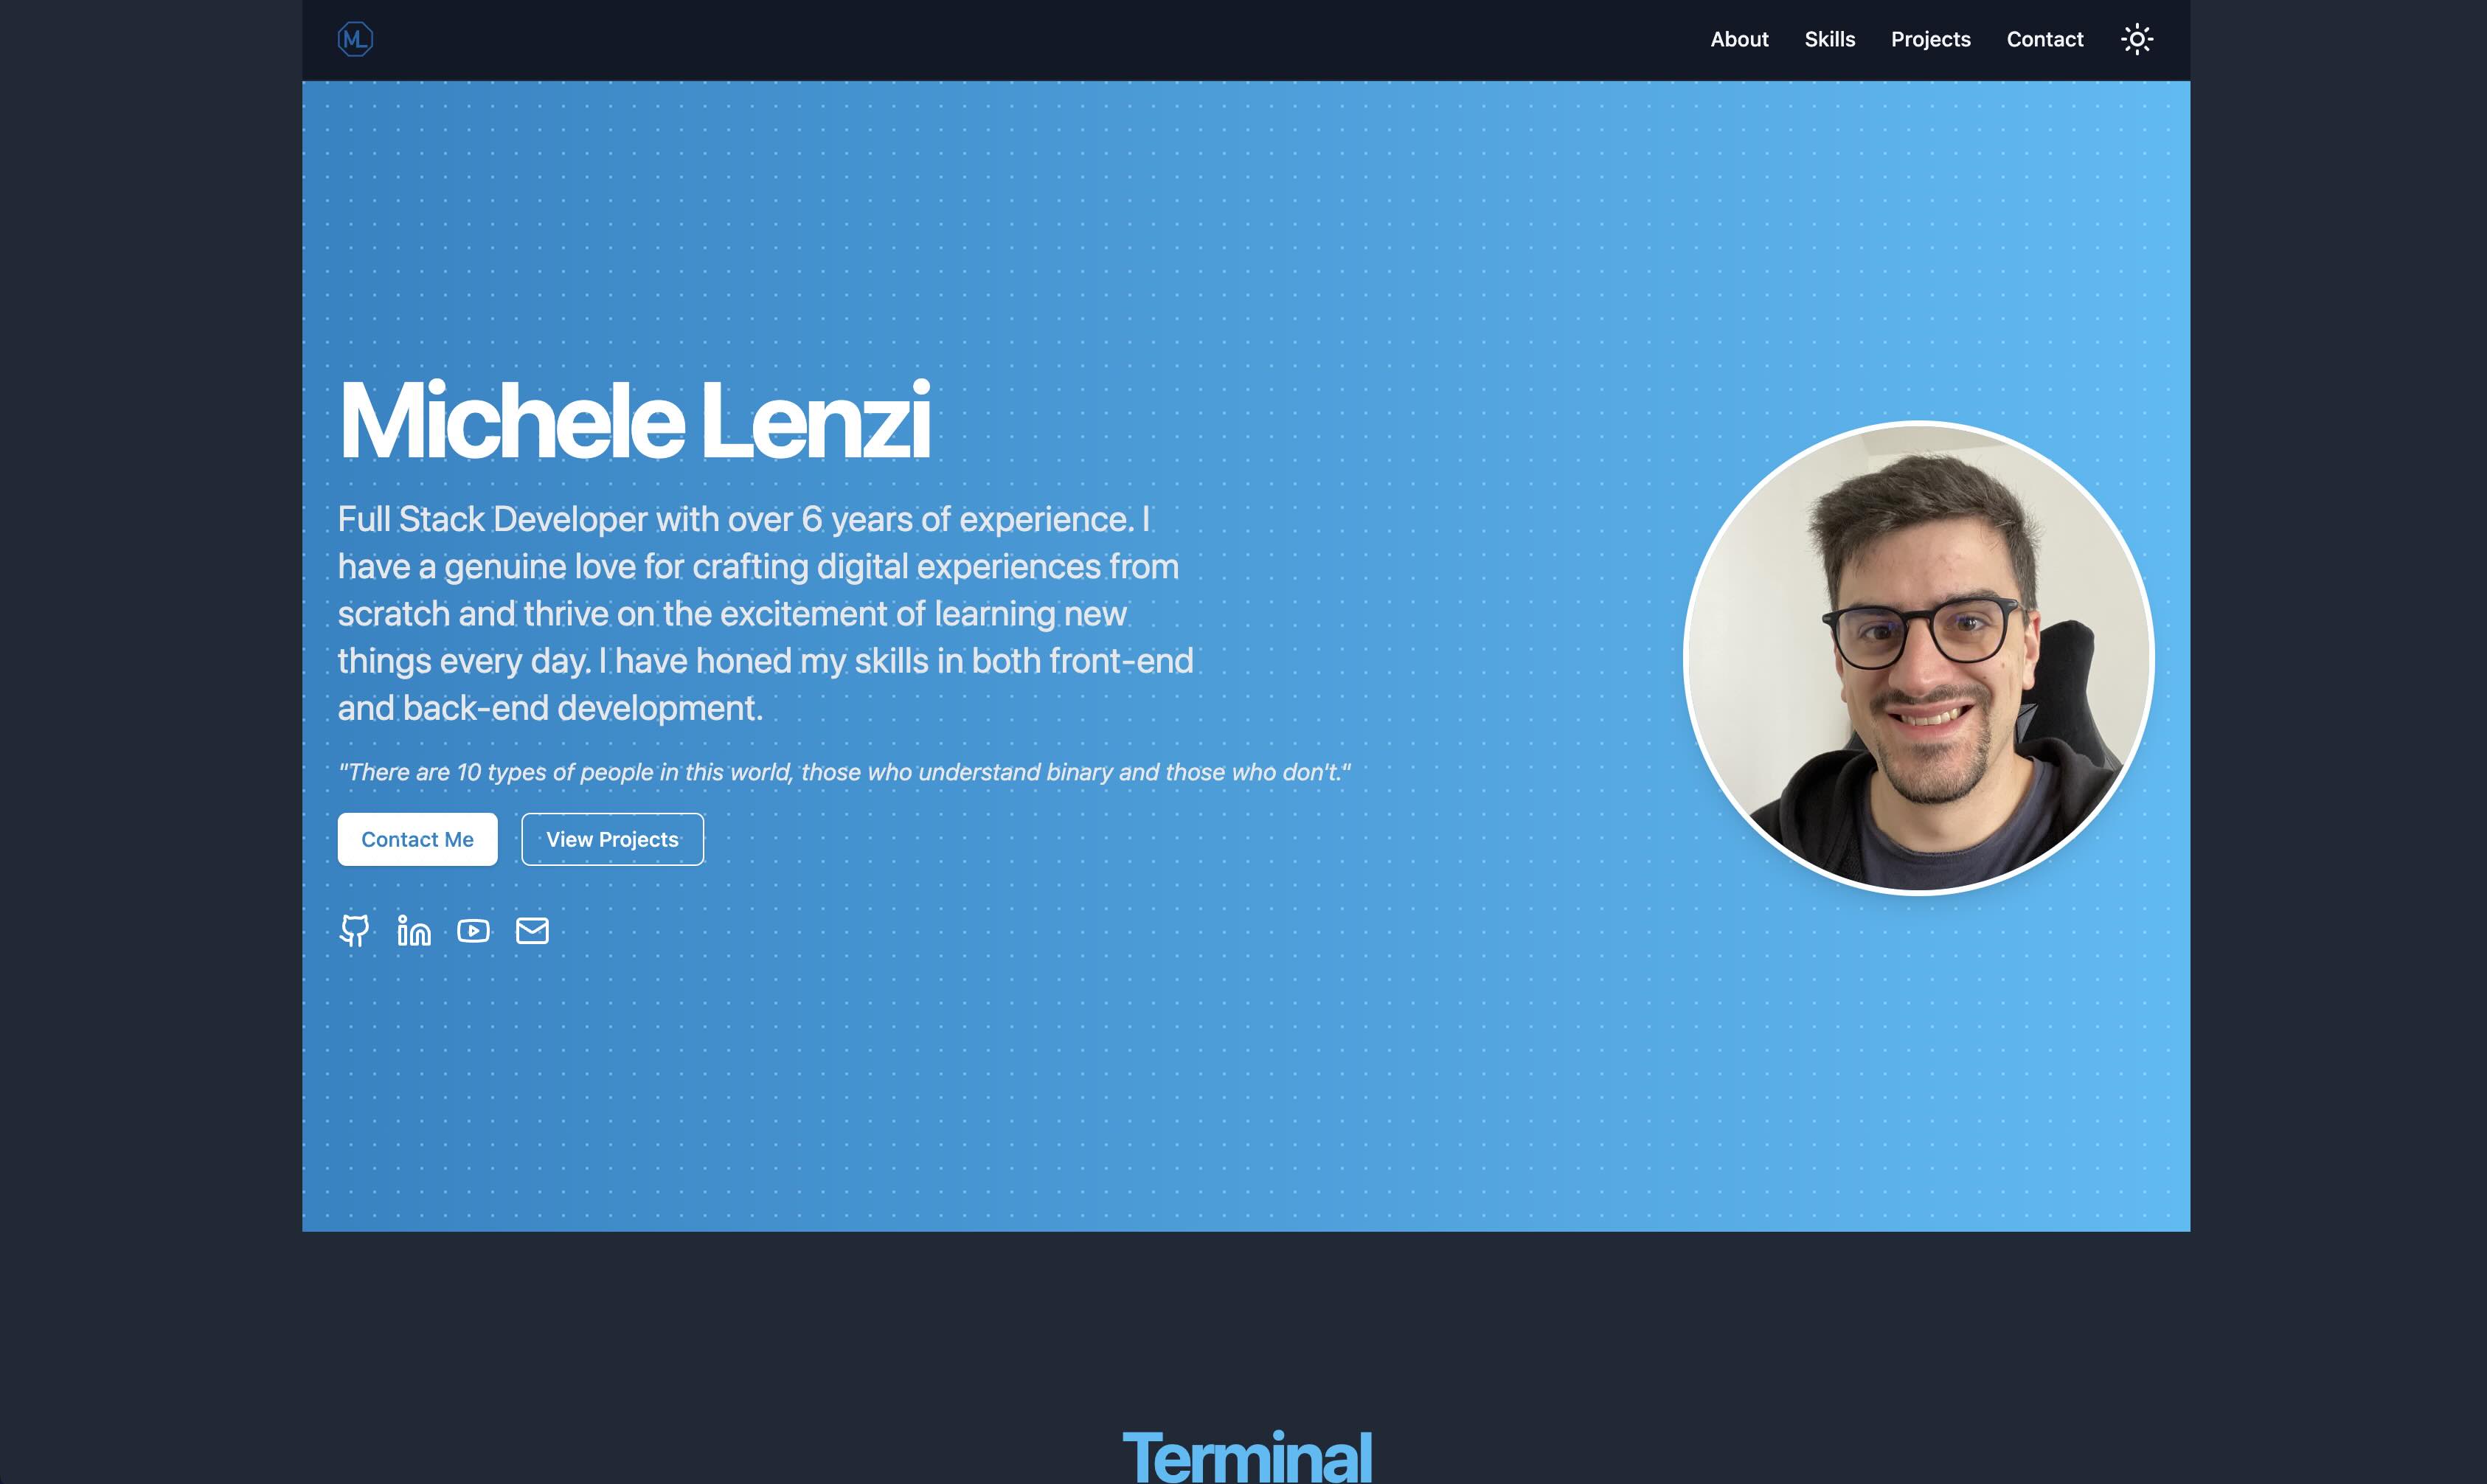 ML
About Skills Projects Contact
Michele Lenzi
Full Stack Developer with over 6 years of experience. I
have a genuine love for crafting digital experiences from
scratch and thrive on the excitement of learning new
things every day. I have honed my skills in both front-end
and back-end development.
"There are 10 types of people in this world, those who understand binary and those who don't."
Contact Me View Projects
Terminal